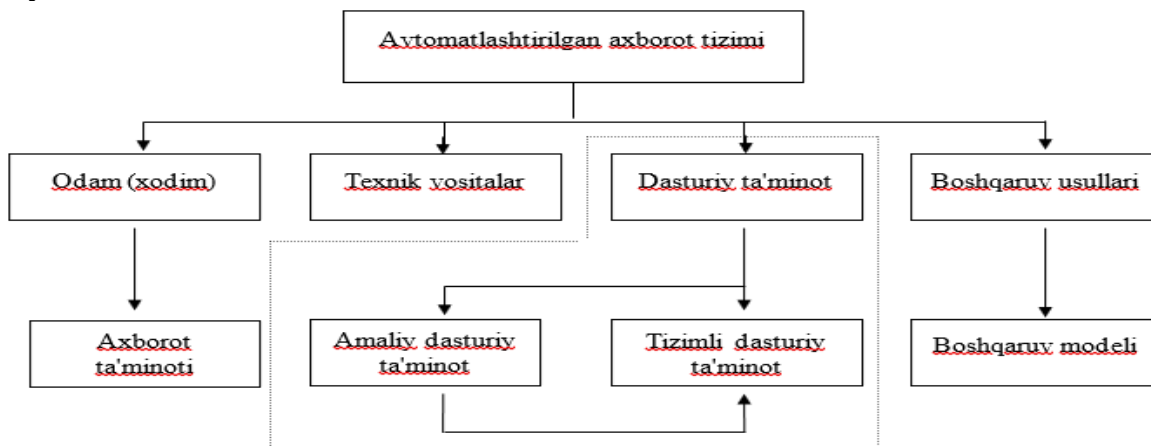 Avtomatlashtirilgan axborot tizimi
Odam (xodim)
Texnik vositalar
Dasturiy ta'minot
Boshqaruv usullari
Axborot
ta'minoti
Amaliy dasturiy
ta'minot
Tizimli dasturiy
ta'minot
Boshqaruv modeli